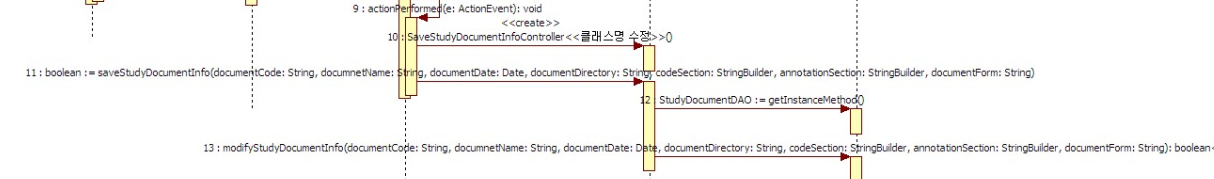 9 : actionPerformed(e: ActionEvent): void
<<create>>
10 : SaveStudyDocumentInfoController<<클래스명 수정>>()
11 : boolean := saveStudyDocumentInfo(documentCode: String, documnetName: String, documentDate: Date, documentDirectory: String, codeSection: StringBuilder, annotationSection: StringBuilder, documentForm: String)
12 : StudyDocumentDAO := getInstanceMethod()
13 : modifyStudyDocumentInfo(documentCode: String, documnetName: String, documentDate: Date, documentDirectory: String, codeSection: StringBuilder, annotationSection: StringBuilder, documentForm: String): boolean<